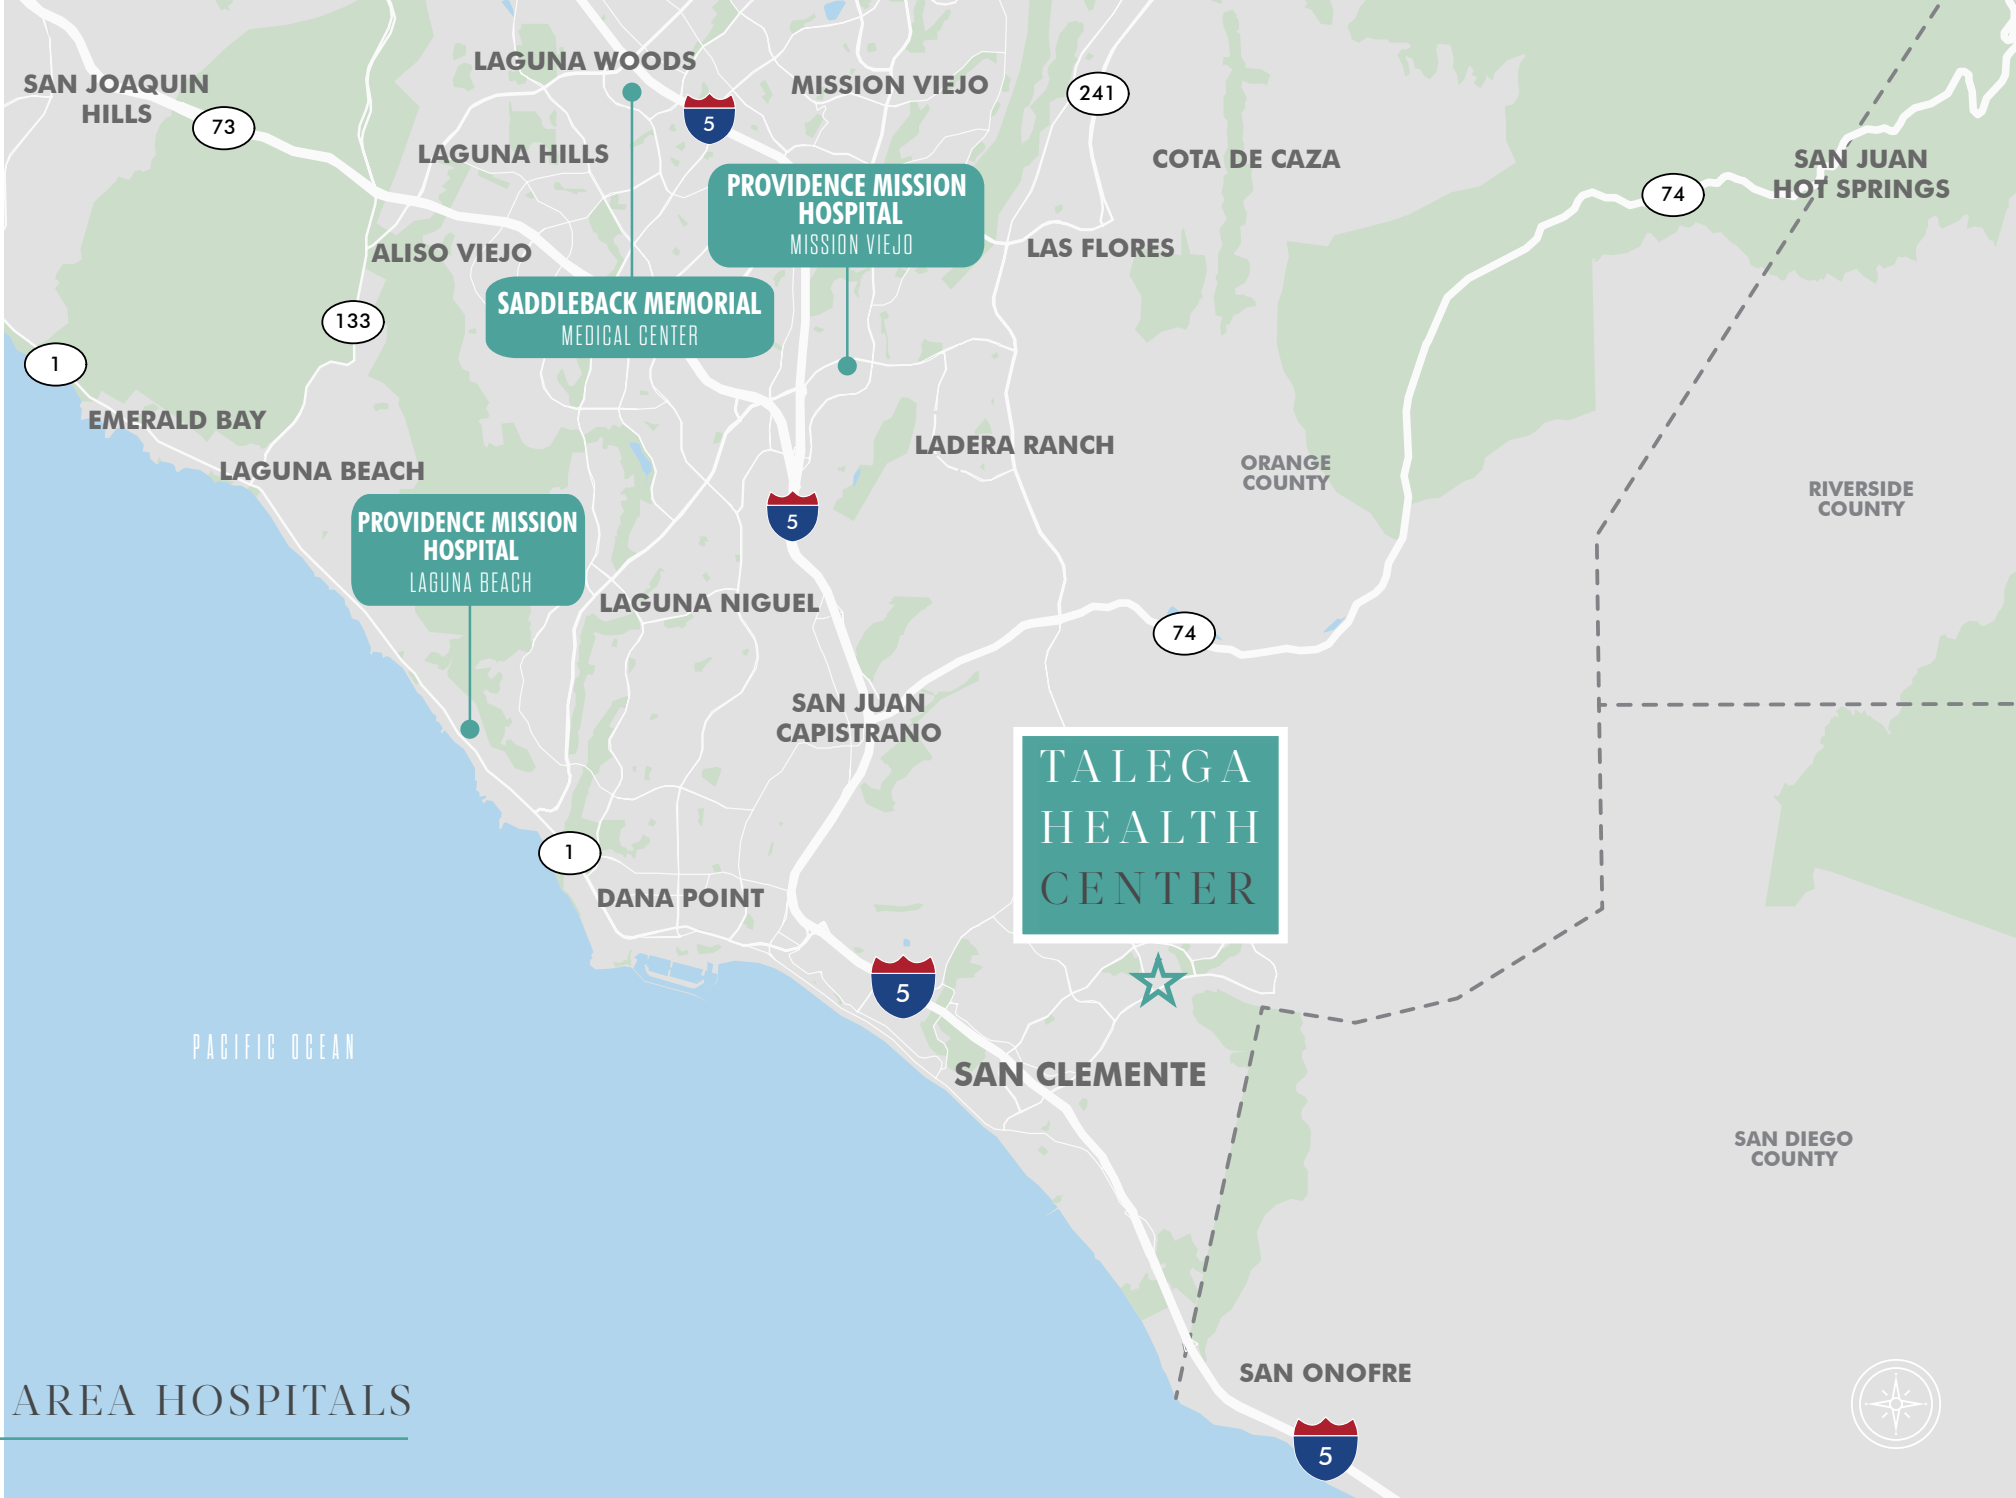 LAGUNA WOODS
SAN JOAQUIN
HILLS
MISSION VIEJO
241
5
73
LAGUNA HILLS
COTA DE CAZA
SAN JUAN
HOT SPRINGS
74
PROVIDENCE MISSION
HOSPITAL
MISSION VIEJO
ALISO VIEJO
LAS FLORES
SADDLEBACK MEMORIAL
MEDICAL CENTER
133
1
EMERALD BAY
LADERA RANCH
LAGUNA BEACH
ORANGE
COUNTY
RIVERSIDE
COUNTY
PROVIDENCE MISSION
HOSPITAL
LAGUNA BEACH
5
LAGUNA NIGUEL
74
SAN JUAN
CAPISTRANO
TALEGA
HEALTH
CENTER
1
DANA POINT
5
PACIFIC OCEAN
SAN CLEMENTE
SAN DIEGO
COUNTY
SAN ONOFRE
AREA HOSPITALS
5